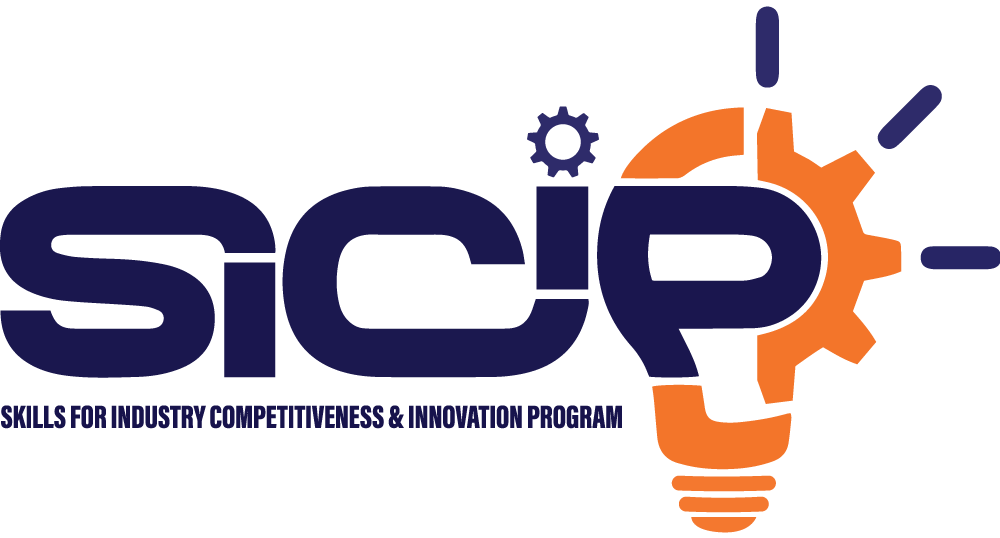 SiCiP
SKILLS FOR INDUSTRY COMPETITIVENESS & INNOVATION PROGRAM